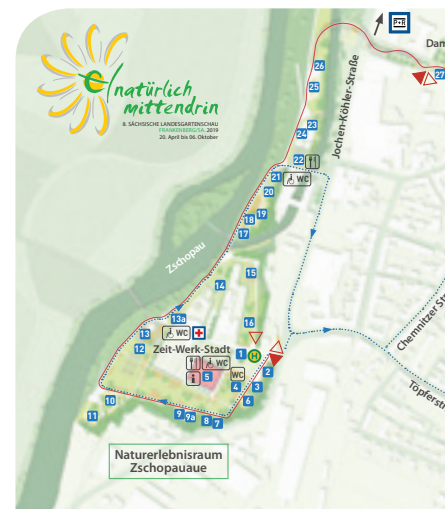 natürlich
mittendrin
8. SÄCHSISCHE LANDESGARTENSCHAU
FRANKENBERG/SA. 2019
20. April bis 06. Oktober
P+R
Dam
27
26
25
Jochen-Köhler-Straße
23
24
22
21
WC
20
19
18
17
Zschopau
15
14
13a
16
13
WC
12
Zeit-Werk-Stadt
1
H
WC
i
5
WC
4
3
2
6
10
11
9
9a
8
7
Chemnitzer St
Töpferst
Naturerlebnisraum
Zschopauaue